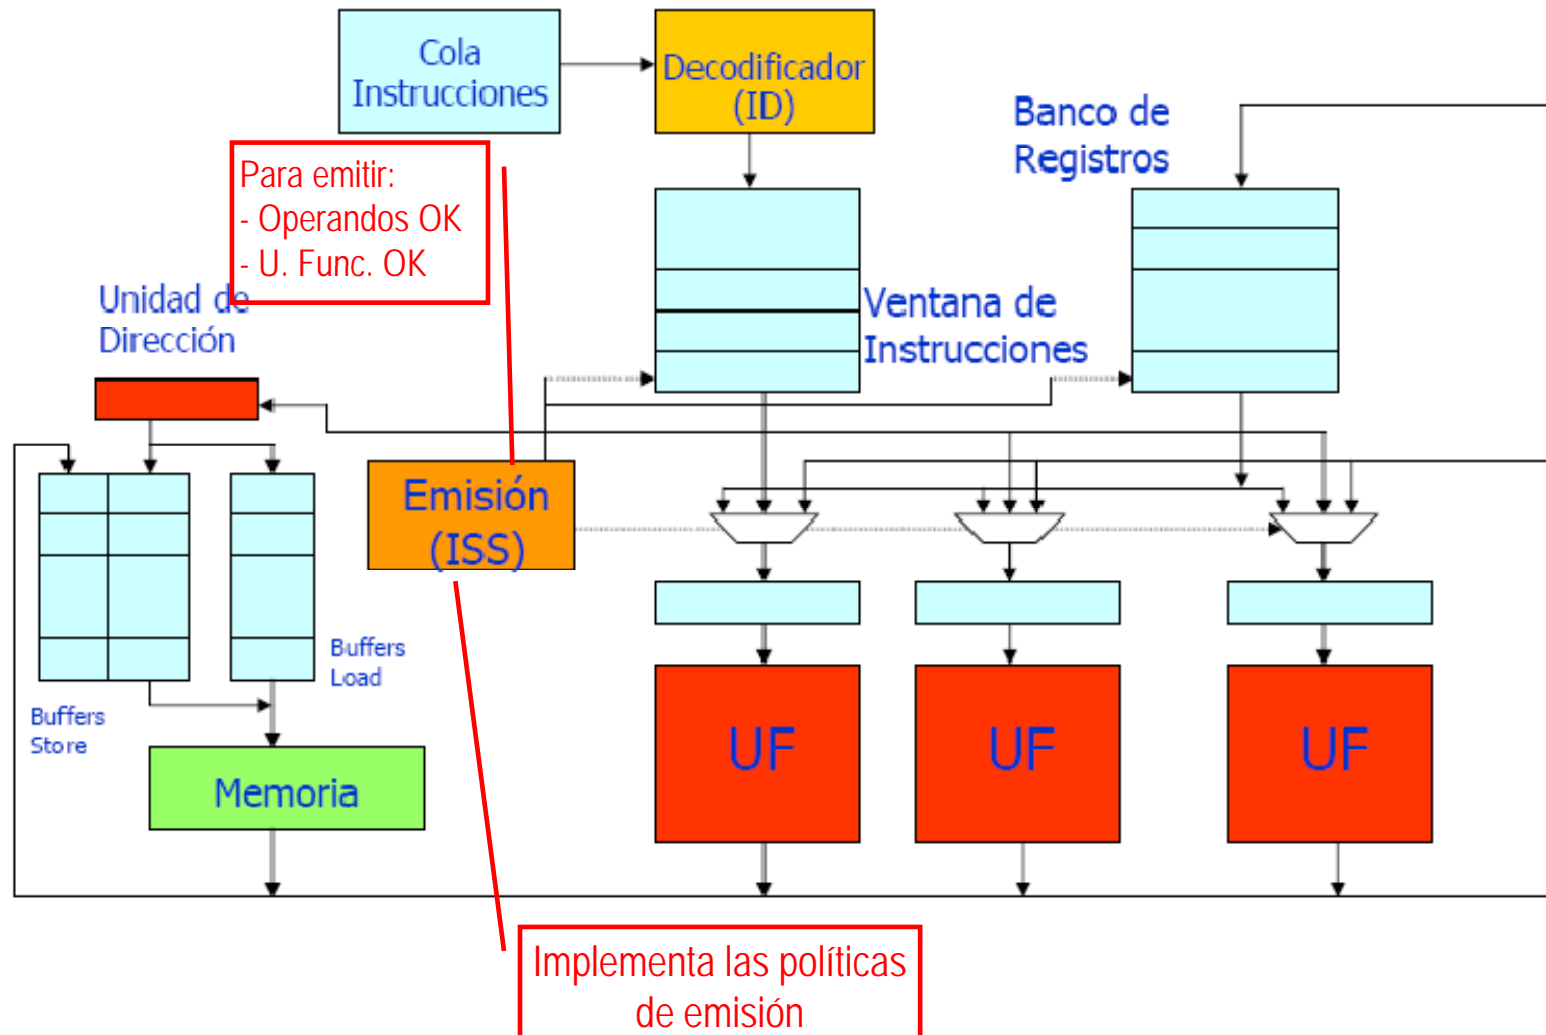 Cola
Instrucciones
Decodificador
(ID)
Banco de
Registros
Para emitir:
- Operandos OK
- U. Func. OK
Unidad de
Dirección
Ventana de
Instrucciones
Emisión
(ISS)
Buffers
Load
Buffers
Store
Memoria
UF
UF
UF
Implementa las políticas
de emisión